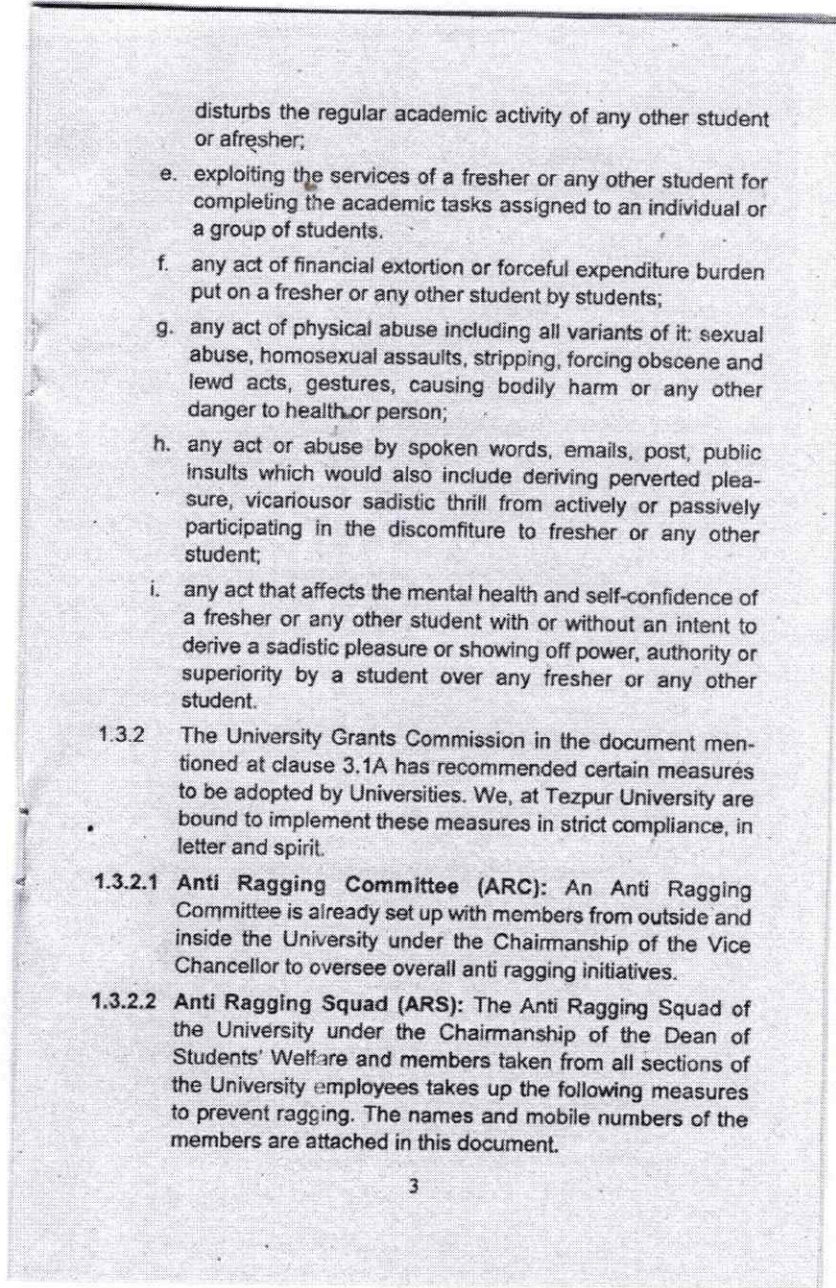 disturbs the regular academic activity of any other student
or afresher;
e. exploiting the services of a fresher or any other student for
completing the academic tasks assigned to an individual or
a group of students.
f. any act of financial extortion or forceful expenditure burden
put on a fresher or any other student by students;
g. any act of physical abuse including all variants of it: sexual
abuse, homosexual assaults, stripping, forcing obscene and
lewd acts, gestures, causing bodily harm or any other
danger to health or person;
h. any act or abuse by spoken words, emails, post, public
insults which would also include deriving perverted plea-
sure, vicariousor sadistic thrill from actively or passively
participating in the discomfiture to fresher or any other
student;
i. any act that affects the mental health and self-confidence of
a fresher or any other student with or without an intent to
derive a sadistic pleasure or showing off power, authority or
superiority by a student over any fresher or any other
student.
1.3.2 The University Grants Commission in the document men-
tioned at clause 3.1A has recommended certain measures
to be adopted by Universities. We, at Tezpur University are
bound to implement these measures in strict compliance, in
letter and spirit.
1.3.2.1 Anti Ragging Committee (ARC): An Anti Ragging
Committee is already set up with members from outside and
inside the University under the Chairmanship of the Vice
Chancellor to oversee overall anti ragging initiatives.
1.3.2.2 Anti Ragging Squad (ARS): The Anti Ragging Squad of
the University under the Chairmanship of the Dean of
Students' Welfare and members taken from all sections of
the University employees takes up the following measures
to prevent ragging. The names and mobile numbers of the
members are attached in this document.
3